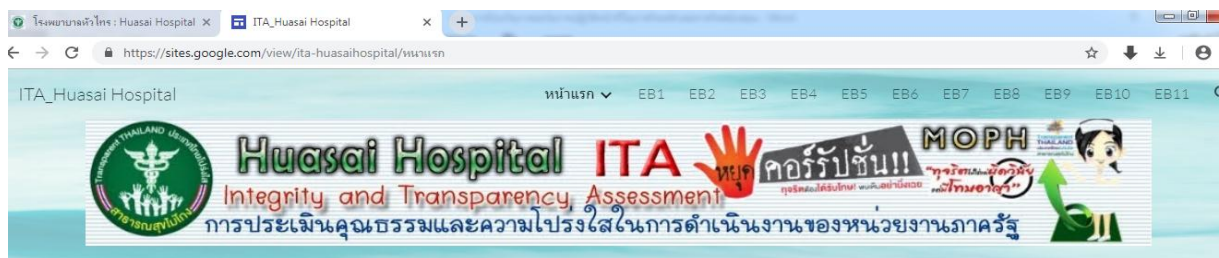 โรงพยาบาลหัวไทร : Huasai Hospital
ITA_Huasai Hospital
https://sites.google.com/view/ita-huasaihospital/หน้าแรก
ITA_Huasai Hospital
หน้าแรก EB1 EB2 EB3 EB4 EB5 EB6 EB7 EB8 EB9 EB10 EB11
Huasai Hospital ITA
หยุด
คอร์รัปชั่น!!
MOPH
Integrity and Transparency Assessment
การประเมินคุณธรรมและความโปร่งใสในการดำเนินงานของหน่วยงานภาครัฐ